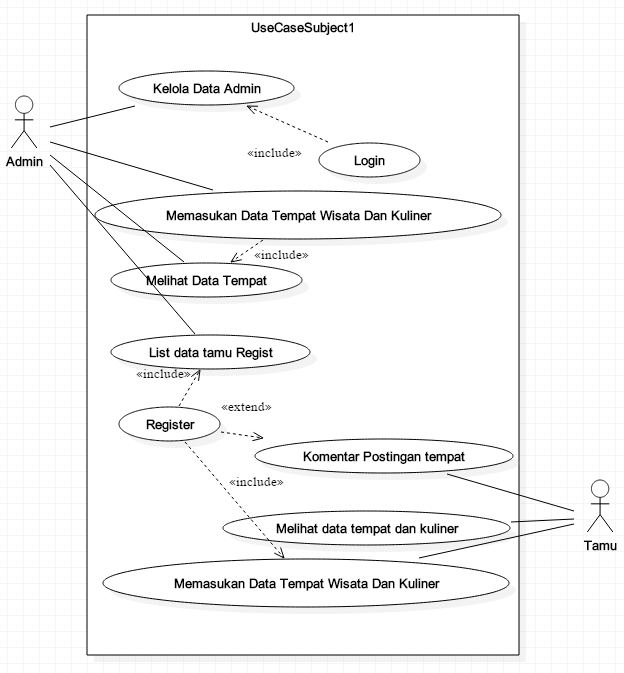 UseCaseSubject1
Kelola Data Admin
Admin
«include»
Login
Memasukan Data Tempat Wisata Dan Kuliner
«include»
Melihat Data Tempat
List data tamu Regist
«include»
Register
«extend»
Komentar Postingan tempat
«include»
Melihat data tempat dan kuliner
Tamu
Memasukan Data Tempat Wisata Dan Kuliner